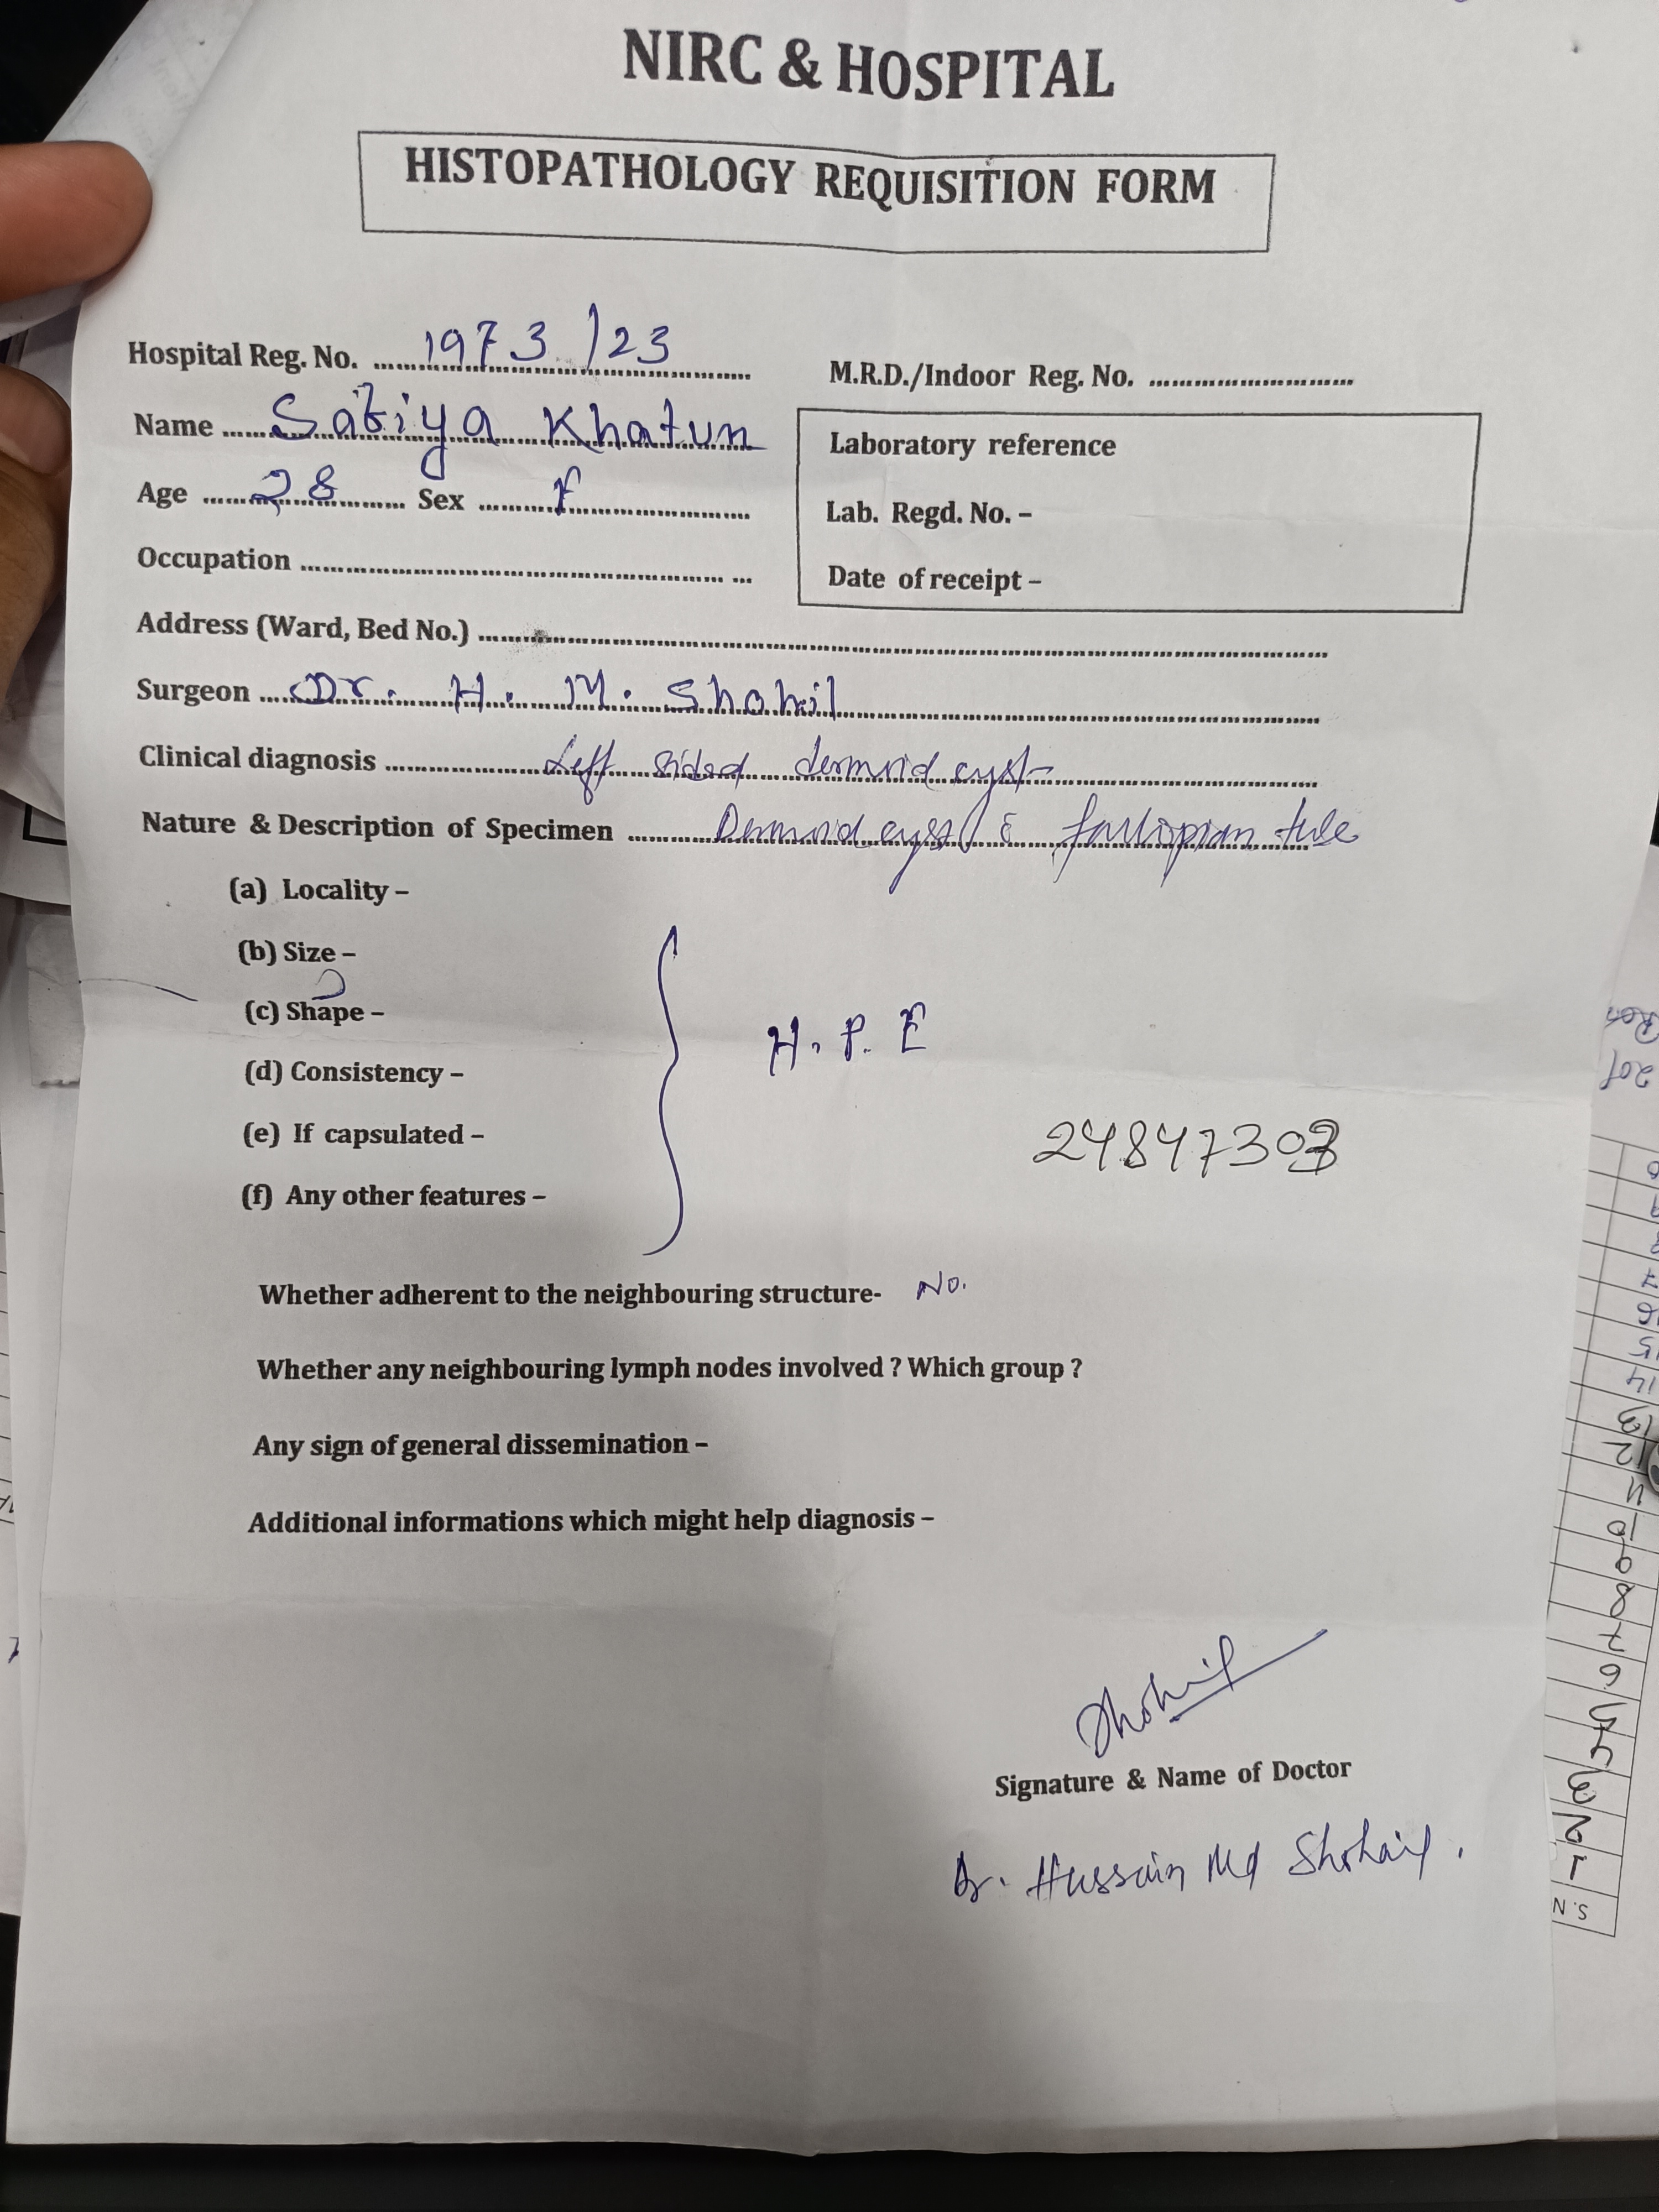 NIRC & HOSPITAL
HISTOPATHOLOGY REQUISITION FORM
Hospital Reg. No. 1973/23
M.R.D./Indoor Reg. No.
Name Safiya Khatun
Age 28 Sex F
Occupation
Laboratory reference
Lab. Regd. No. -
Date of receipt -
Address (Ward, Bed No.)
Surgeon Dr. H. M. Shohil
Clinical diagnosis Left sided dermoid cyst
Nature & Description of Specimen Dermoid cyst c̄ fallopian tube
(a) Locality -
(b) Size -
(c) Shape -
(d) Consistency -
(e) If capsulated -
(f) Any other features -
H. P. E
Whether adherent to the neighbouring structure- No.
Whether any neighbouring lymph nodes involved ? Which group ?
Any sign of general dissemination -
Additional informations which might help diagnosis -
Shohail
Signature & Name of Doctor
Dr. Hussain Md Shohail.